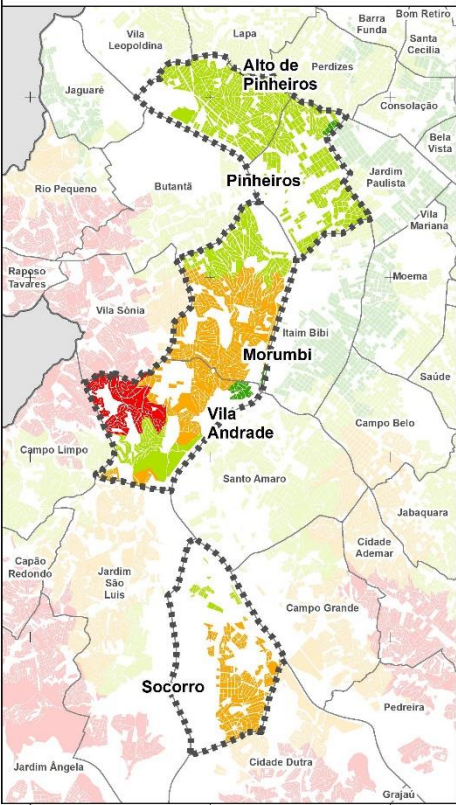 Bom Retiro
Barra
Funda
Vila
Leopoldina
Lapa
Santa
Cecilia
Alto de
Pinheiros
Perdizes
Jaguaré
Consolação
Bela
Vista
Pinheiros
Jardim
Paulista
Rio Pequeno
Butantã
Vila
Mariana
Raposo
Tavares
Moema
Vila Sônia
Itaim Bibi
Morumbi
Saúde
Vila
Andrade
Campo Belo
Campo Limpo
Santo Amaro
Jabaquara
Cidade
Ademar
Capão
Redondo
Jardim
São
Luis
Campo Grande
Socorro
Pedreira
Jardim Ângela
Cidade Dutra
Grajaú